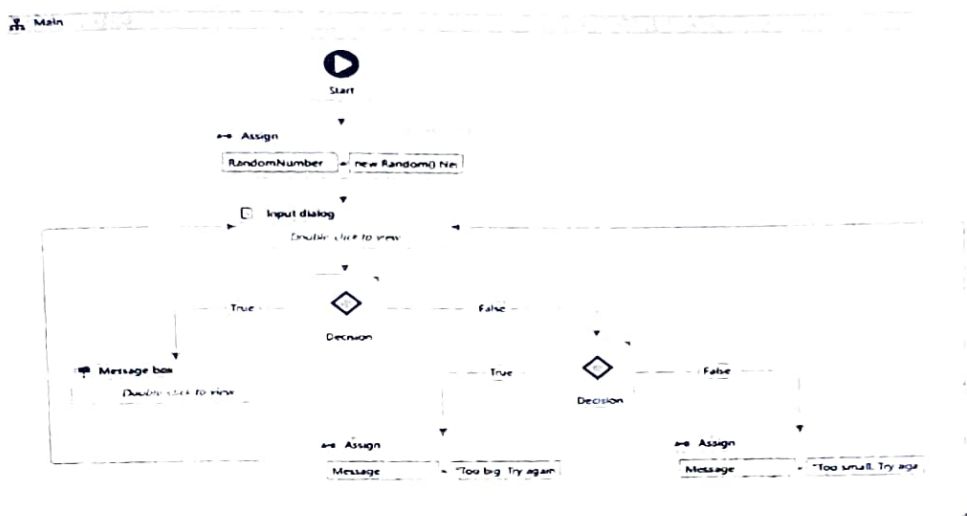 Main
Start
Assign
RandomNumber = new Random() Ne
Input dialog
Double click to view
True
False
Decision
Message box
Double click to view
True
False
Decision
Assign
Message = "Too big. Try again
Assign
Message = "Too small. Try aga